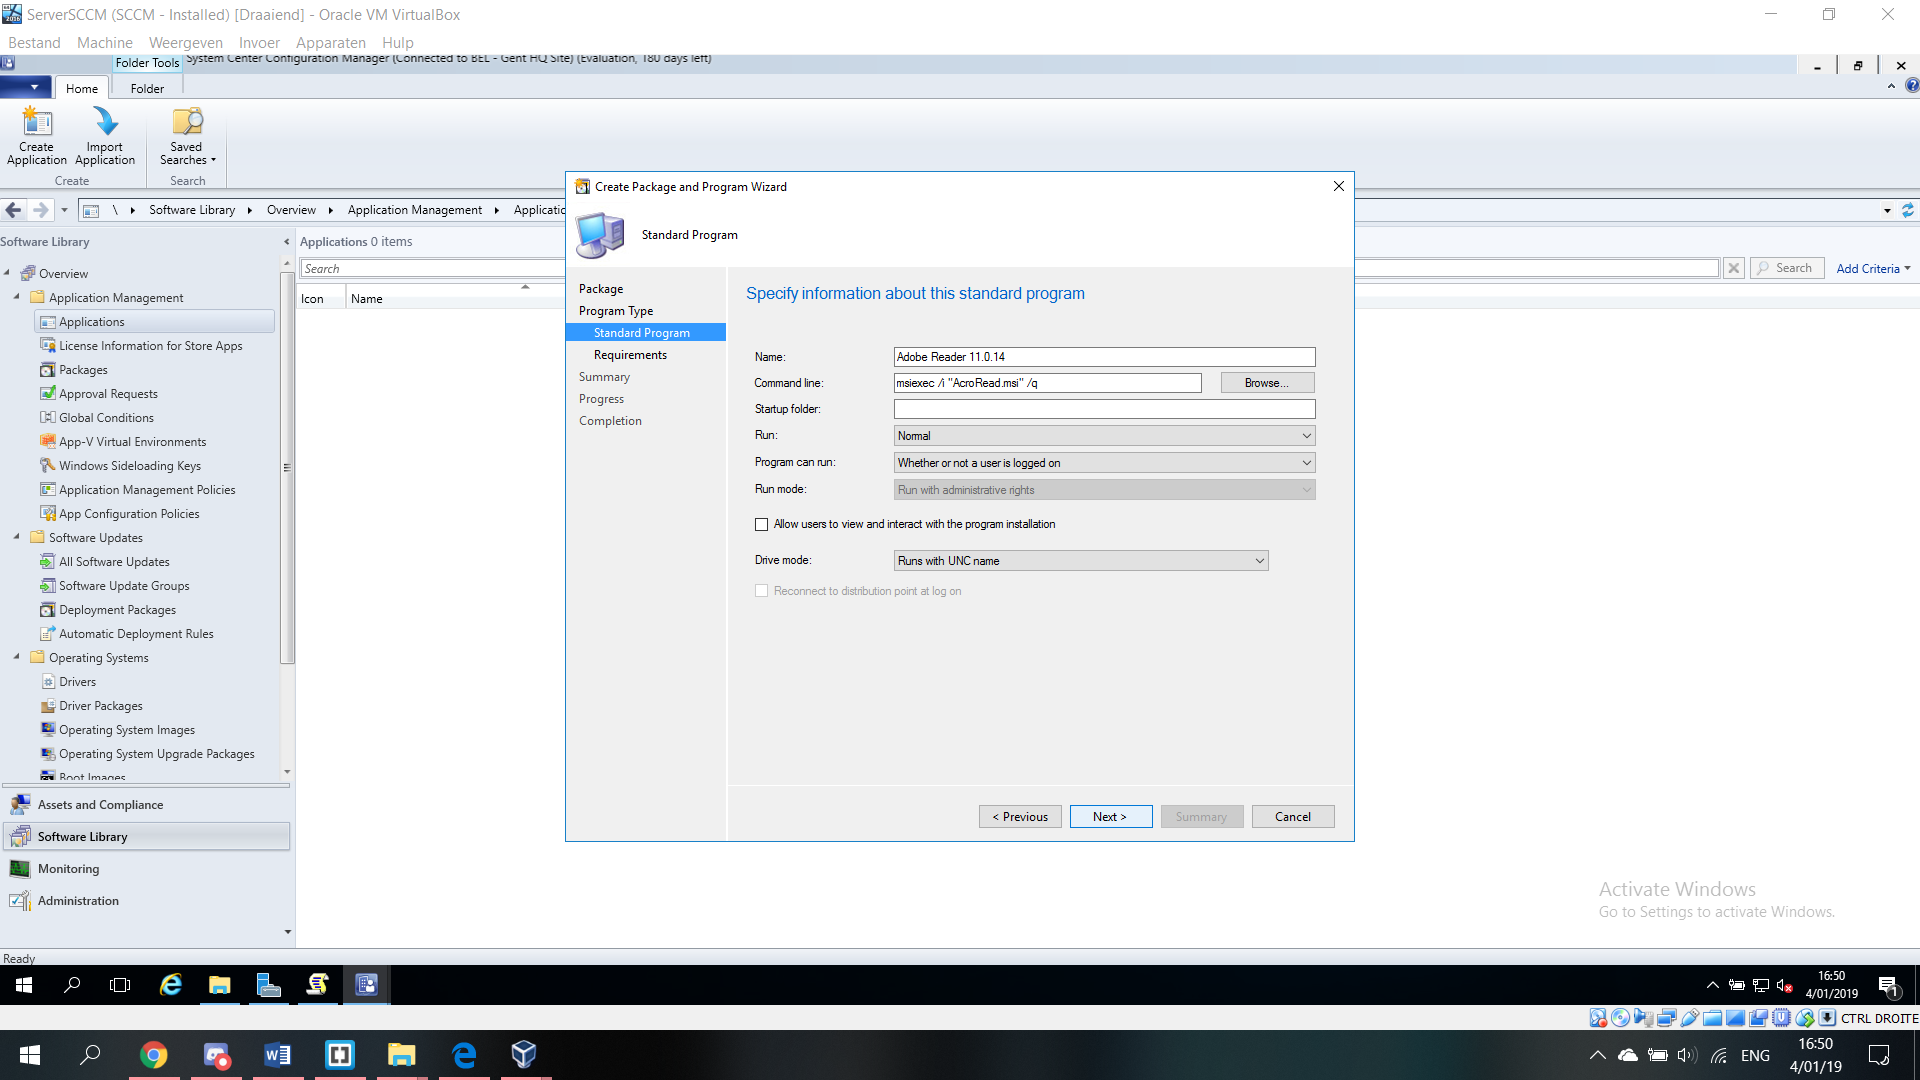 ServerSCCM (SCCM - Installed) [Draaiend] - Oracle VM VirtualBox
Bestand Machine Weergeven Invoer Apparaten Hulp
Folder Tools System Center Configuration Manager (Connected to BEL - Gent HQ Site) (Evaluation, 180 days left)
Home Folder
Create Application
Import Application
Saved Searches
Create
Search
\ Software Library Overview Application Management Applicatio
Software Library
Overview
Application Management
Applications
License Information for Store Apps
Packages
Approval Requests
Global Conditions
App-V Virtual Environments
Windows Sideloading Keys
Application Management Policies
App Configuration Policies
Software Updates
All Software Updates
Software Update Groups
Deployment Packages
Automatic Deployment Rules
Operating Systems
Drivers
Driver Packages
Operating System Images
Operating System Upgrade Packages
Boot Images
Assets and Compliance
Software Library
Monitoring
Administration
Ready
Applications 0 items
Search
Search
Add Criteria
Icon Name
Create Package and Program Wizard
Standard Program
Package
Program Type
Standard Program
Requirements
Summary
Progress
Completion
Specify information about this standard program
Name: Adobe Reader 11.0.14
Command line: msiexec /i "AcroRead.msi" /q Browse...
Startup folder:
Run: Normal
Program can run: Whether or not a user is logged on
Run mode: Run with administrative rights
Allow users to view and interact with the program installation
Drive mode: Runs with UNC name
Reconnect to distribution point at log on
< Previous Next > Summary Cancel
Activate Windows
Go to Settings to activate Windows.
16:50
4/01/2019
1
CTRL DROITE
ENG
16:50
4/01/19